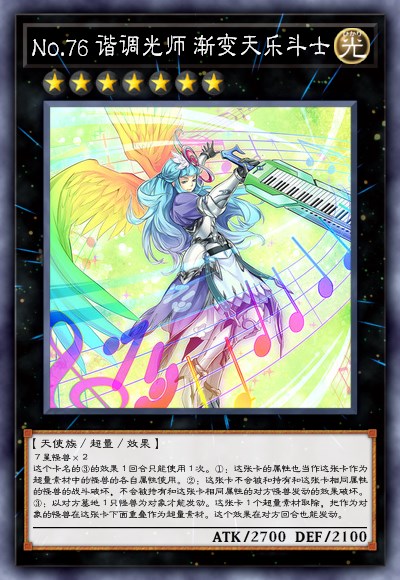 No.76 谐调光师 渐变天乐斗士
ひかり
光
【天使族／超量／效果】
7星怪兽×2
这个卡名的③的效果1回合只能使用1次。①：这张卡的属性也当作这张卡作为
超量素材中的怪兽的各自属性使用。②：这张卡不会被和持有和这张卡相同属性
的怪兽的战斗破坏，不会被持有和这张卡相同属性的对方怪兽发动的效果破坏。
③：以对方墓地1只怪兽为对象才能发动。这张卡1个超量素材取除，把作为对
象的怪兽在这张卡下面重叠作为超量素材。这个效果在对方回合也能发动。
ATK/2700 DEF/2100